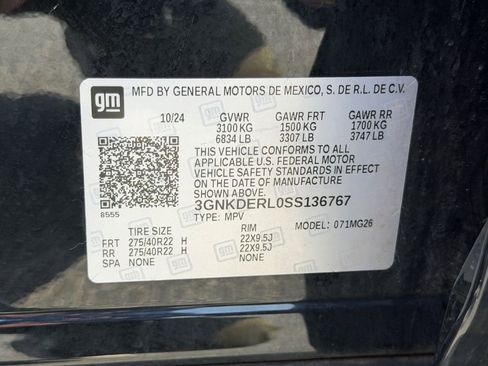 gm
MFD BY GENERAL MOTORS DE MEXICO, S. DE R.L. DE C.V.
10/24 GVWR GAWR FRT GAWR RR
3100 KG 1500 KG 1700 KG
6834 LB 3307 LB 3747 LB
THIS VEHICLE CONFORMS TO ALL
APPLICABLE U.S. FEDERAL MOTOR
VEHICLE SAFETY STANDARDS IN EFFECT
ON THE DATE OF MANUFACTURE
SHOWN ABOVE.
3GNKDERL0SS136767
8555 TYPE: MPV MODEL: 071MG26
TIRE SIZE RIM
FRT 275/40R22 H 22X9.5J
RR 275/40R22 H 22X9.5J
SPA NONE NONE